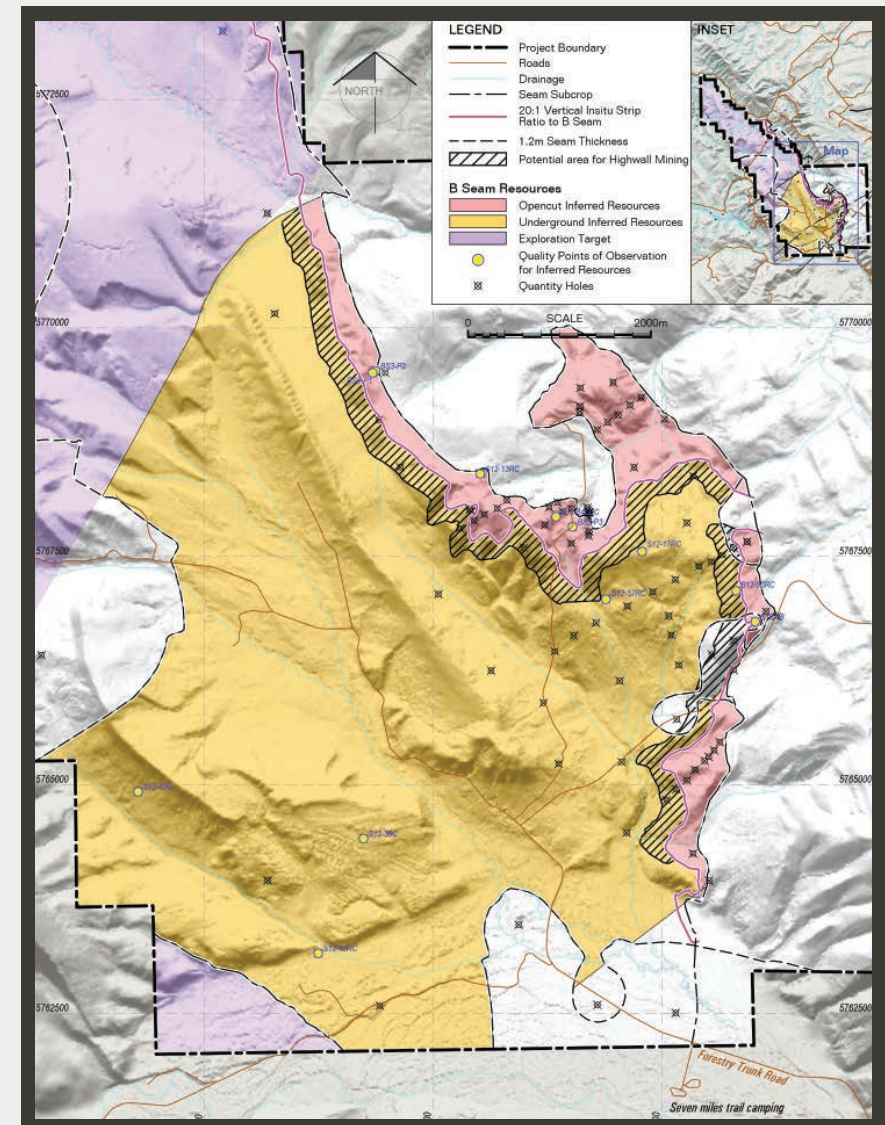 LEGEND
Project Boundary
Roads
Drainage
Seam Subcrop
20:1 Vertical Insitu Strip
Ratio to B Seam
1.2m Seam Thickness
Potential area for Highwall Mining
B Seam Resources
Opencut Inferred Resources
Underground Inferred Resources
Exploration Target
Quality Points of Observation
for Inferred Resources
Quantity Holes
INSET
Map
NORTH
SCALE
0
2000m
5772500
5770000
5770000
BS3-P2
S12-13RC
5767500
5767500
S12-17RC
S12-57RC
5765000
5765000
S12-38C
5762500
5762500
Forestry Trunk Road
Seven miles trail camping